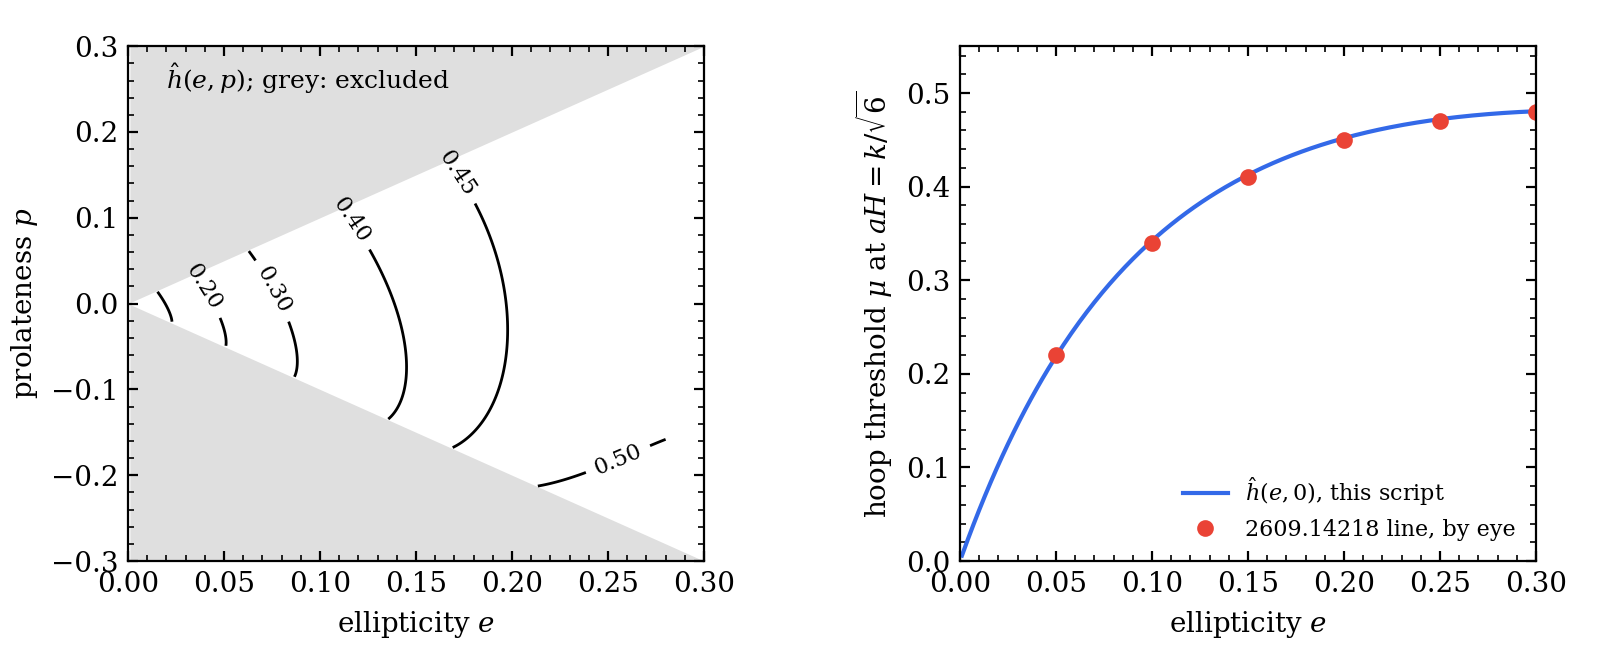 ĥ(e, p); grey: excluded
0.3
0.2
0.1
0.0
−0.1
−0.2
−0.3
prolateness p
0.20
0.30
0.40
0.45
0.50
0.00 0.05 0.10 0.15 0.20 0.25 0.30
ellipticity e
hoop threshold μ at aH = k/√6
0.5
0.4
0.3
0.2
0.1
0.0
ĥ(e, 0), this script
2609.14218 line, by eye
0.00 0.05 0.10 0.15 0.20 0.25 0.30
ellipticity e